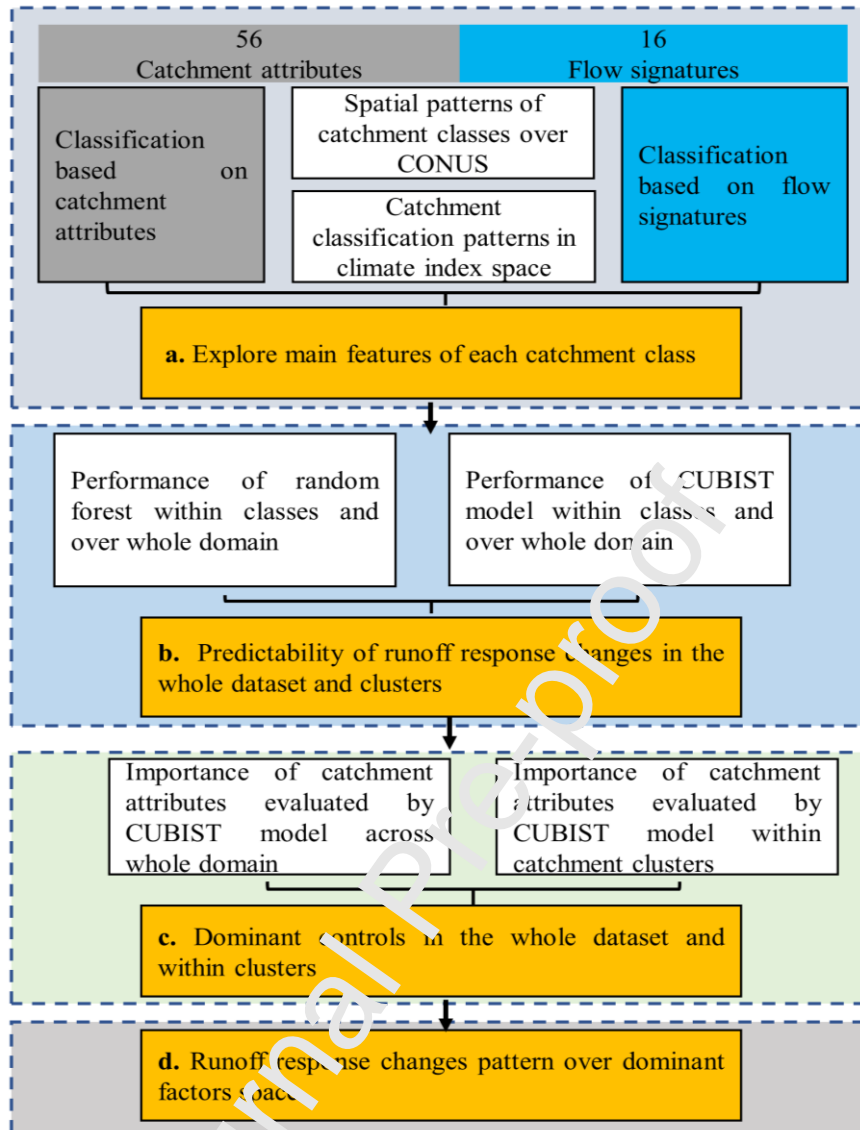 56
Catchment attributes
16
Flow signatures
Classification
based on
catchment
attributes
Spatial patterns of
catchment classes over
CONUS
Catchment
classification patterns in
climate index space
Classification
based on flow
signatures
a. Explore main features of each catchment class
Performance of random
forest within classes and
over whole domain
Performance of CUBIST
model within classes and
over whole domain
b. Predictability of runoff response changes in the
whole dataset and clusters
Importance of catchment
attributes evaluated by
CUBIST model across
whole domain
Importance of catchment
attributes evaluated by
CUBIST model within
catchment clusters
c. Dominant controls in the whole dataset and
within clusters
d. Runoff response changes pattern over dominant
factors space
rnal Pre-proof